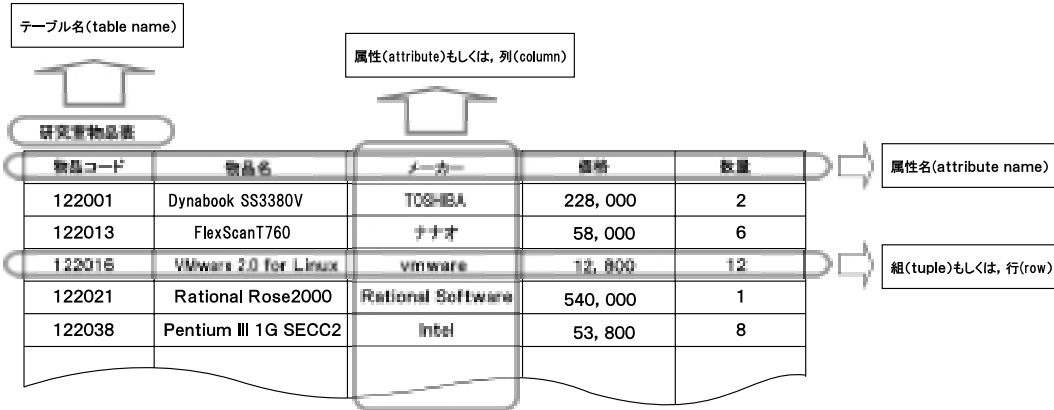 テーブル名(table name)
属性(attribute)もしくは, 列(column)
研究室物品表
物品コード 物品名 メーカー 価格 数量
属性名(attribute name)
122001 Dynabook SS3380V TOSHIBA 228, 000 2
122013 FlexScanT760 ナナオ 58, 000 6
122016 VMware 2.0 for Linux vmware 12, 800 12
組(tuple)もしくは, 行(row)
122021 Rational Rose2000 Rational Software 540, 000 1
122038 Pentium Ⅲ 1G SECC2 Intel 53, 800 8